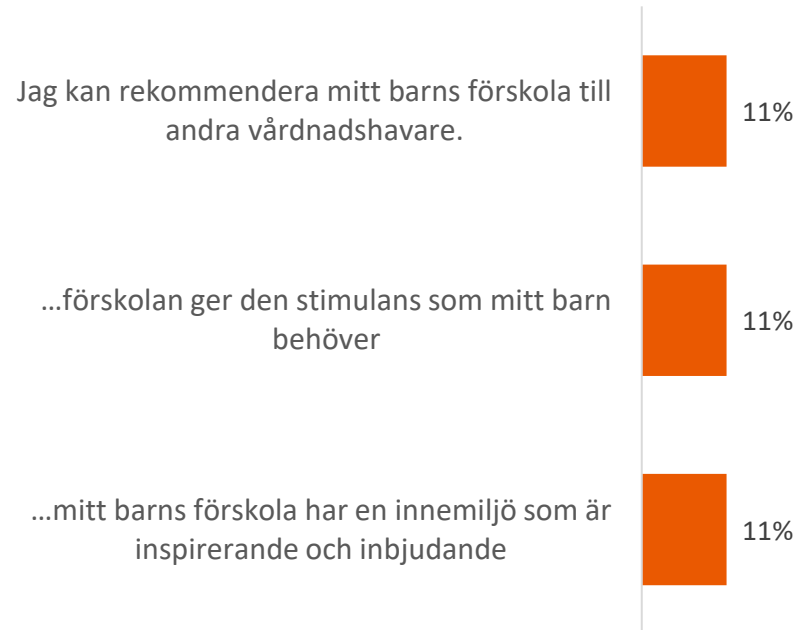 Jag kan rekommendera mitt barns förskola till
andra vårdnadshavare.
11%
…förskolan ger den stimulans som mitt barn
behöver
11%
…mitt barns förskola har en innemiljö som är
inspirerande och inbjudande
11%